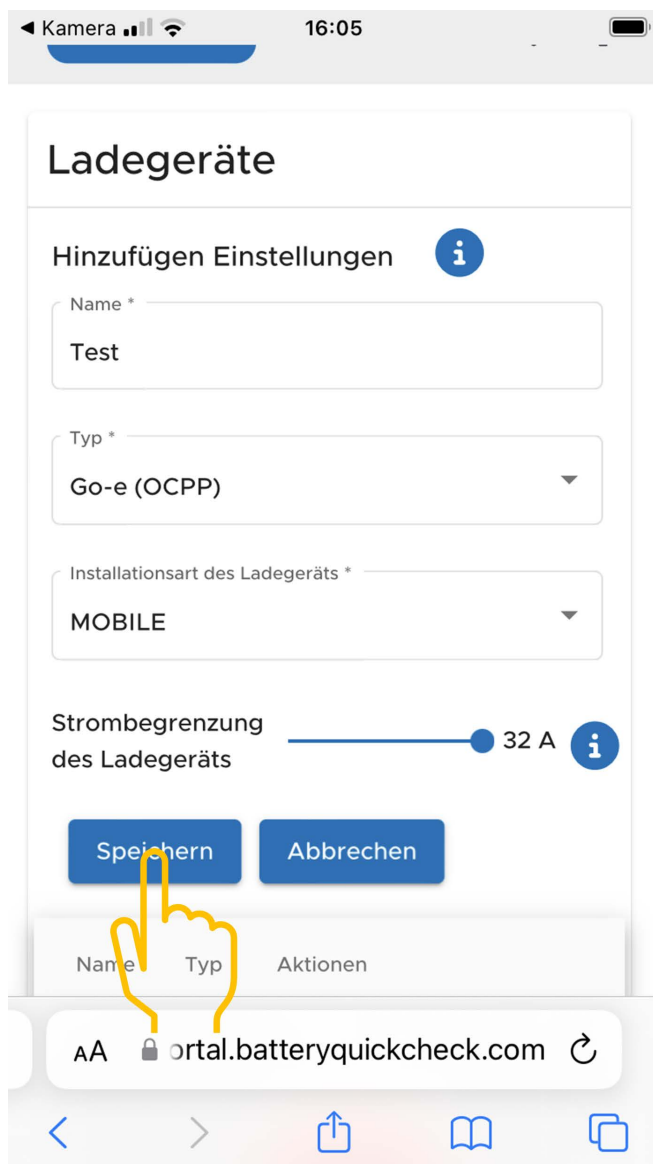 Kamera 16:05
Ladegeräte
Hinzufügen Einstellungen
Name *
Test
Typ *
Go-e (OCPP)
Installationsart des Ladegeräts *
MOBILE
Strombegrenzung
des Ladegeräts
32 A
Speichern Abbrechen
Name Typ Aktionen
AA ortal.batteryquickcheck.com